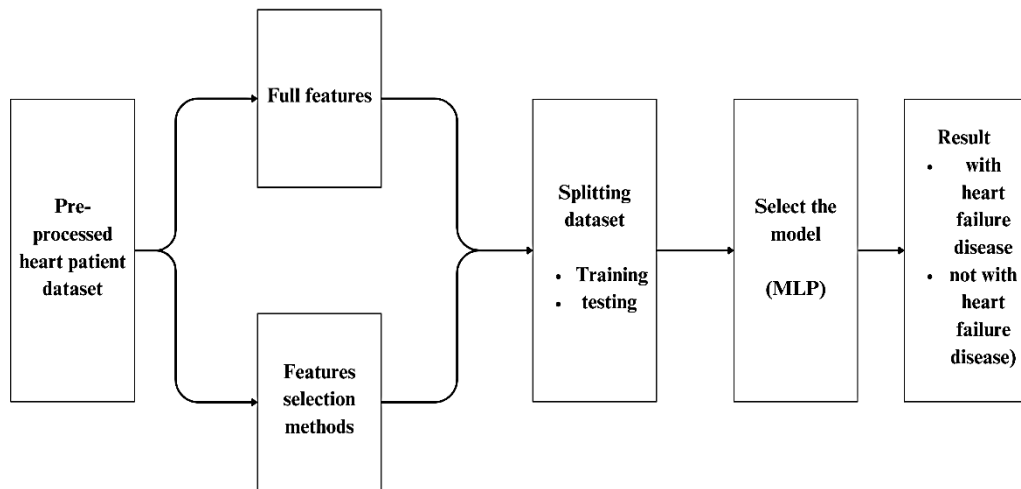 Full features
Pre-
processed
heart patient
dataset
Features
selection
methods
Splitting
dataset
• Training
• testing
Select the
model
(MLP)
Result
• with
heart
failure
disease
• not with
heart
failure
disease)